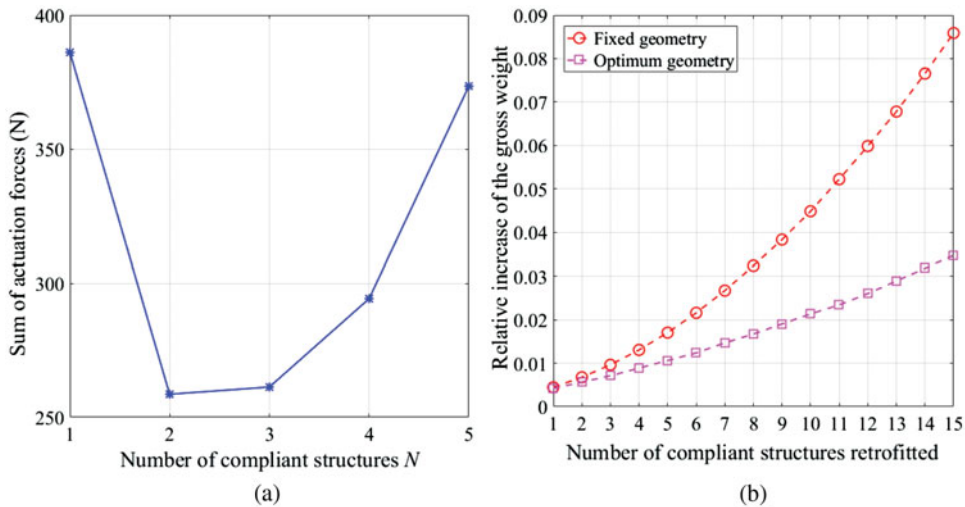 400
350
300
250
Sum of actuation forces (N)
1 2 3 4 5
Number of compliant structures N
(a)
0.09
0.08
0.07
0.06
0.05
0.04
0.03
0.02
0.01
0
Relative increase of the gross weight
Fixed geometry
Optimum geometry
1 2 3 4 5 6 7 8 9 10 11 12 13 14 15
Number of compliant structures retrofitted
(b)